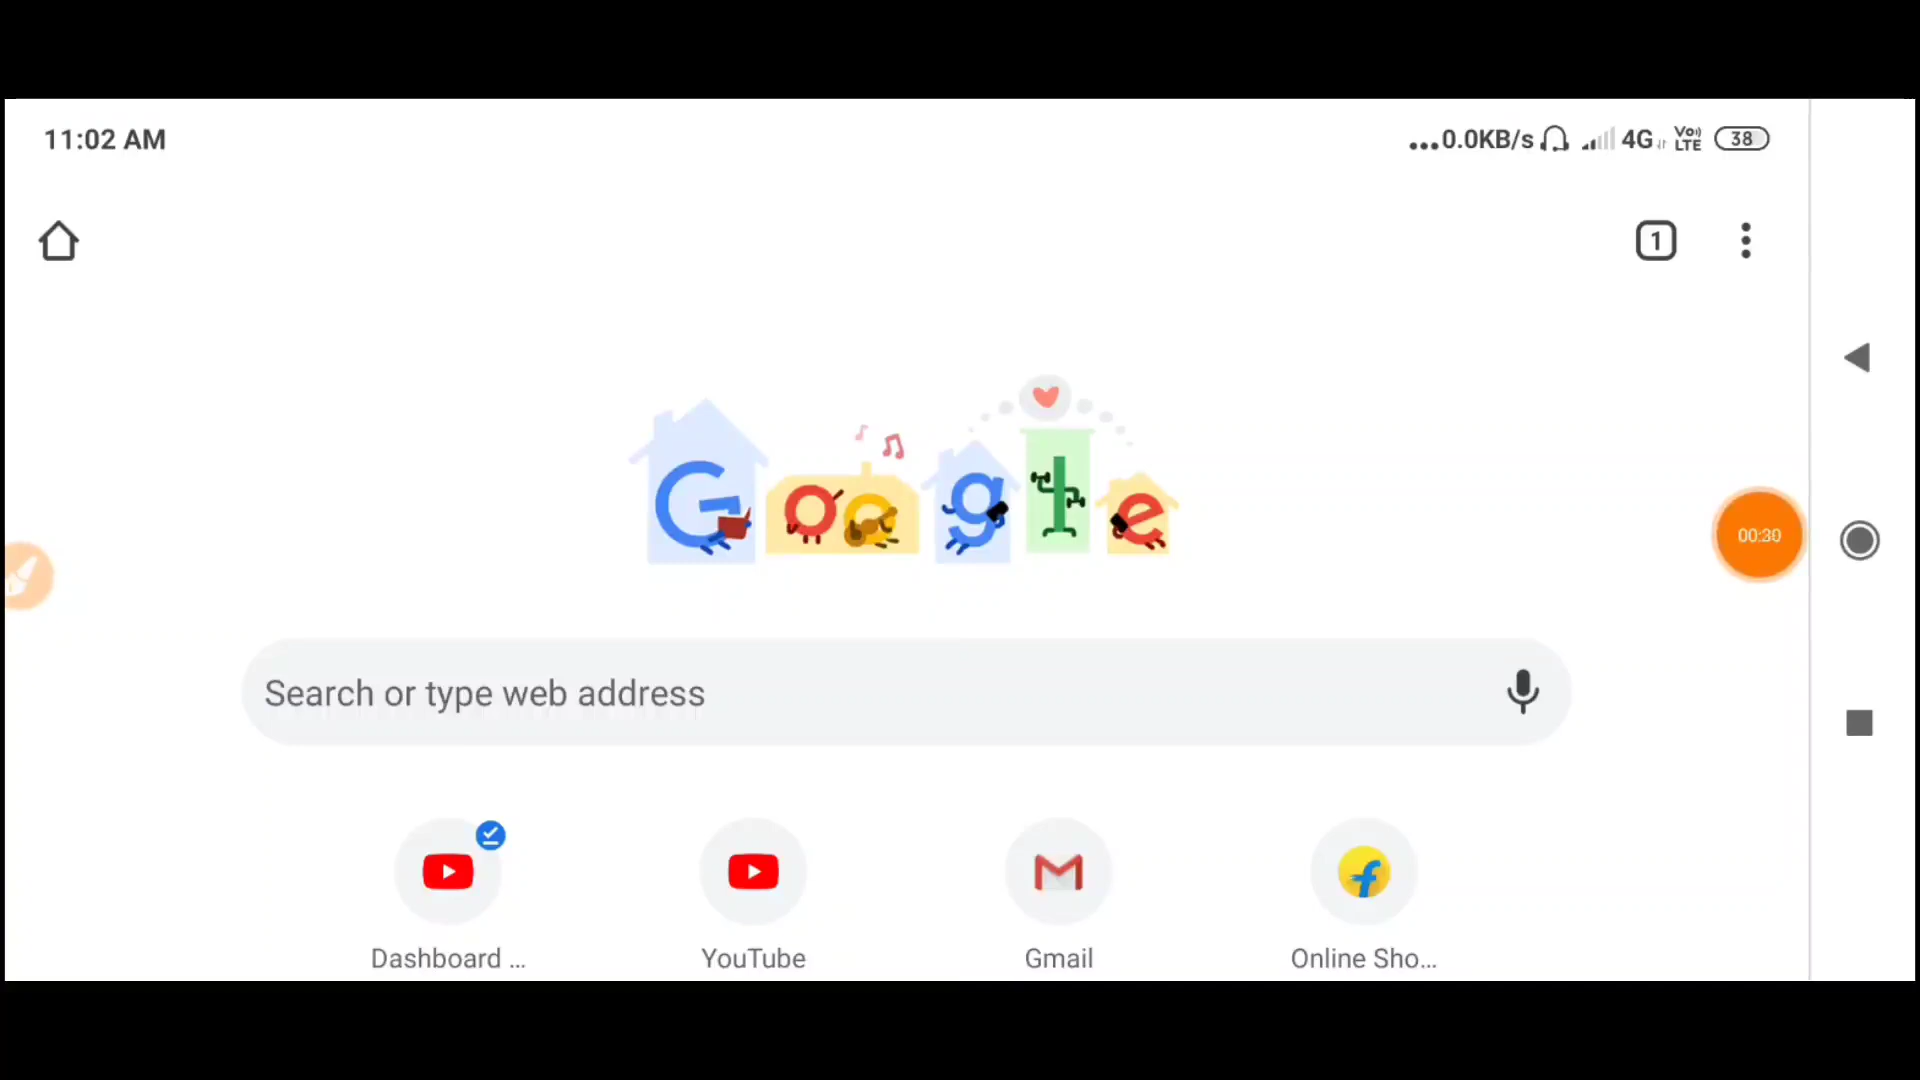 11:02 AM
...0.0KB/s 4G Vo) LTE 38
1
Google
00:30
Search or type web address
Dashboard ...
YouTube
Gmail
Online Sho...